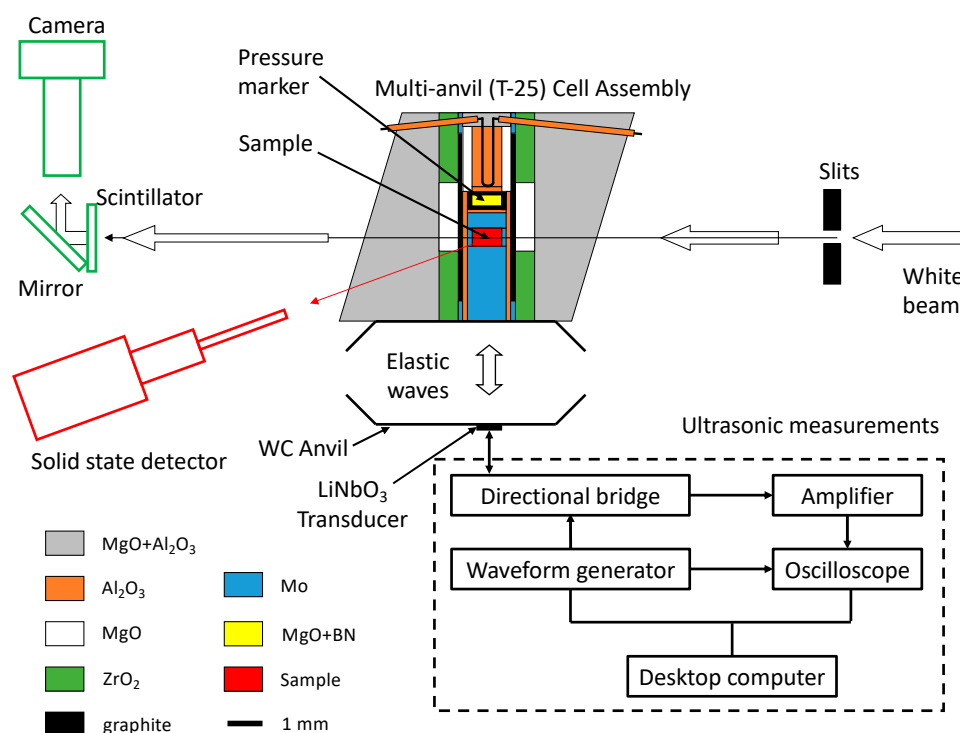 Camera
Pressure
marker
Multi-anvil (T-25) Cell Assembly
Sample
Slits
Scintillator
Mirror
White
beam
Elastic
waves
WC Anvil
Solid state detector
LiNbO₃
Transducer
Ultrasonic measurements
Directional bridge
Amplifier
Waveform generator
Oscilloscope
Desktop computer
MgO+Al₂O₃
Al₂O₃
MgO
ZrO₂
graphite
Mo
MgO+BN
Sample
1 mm